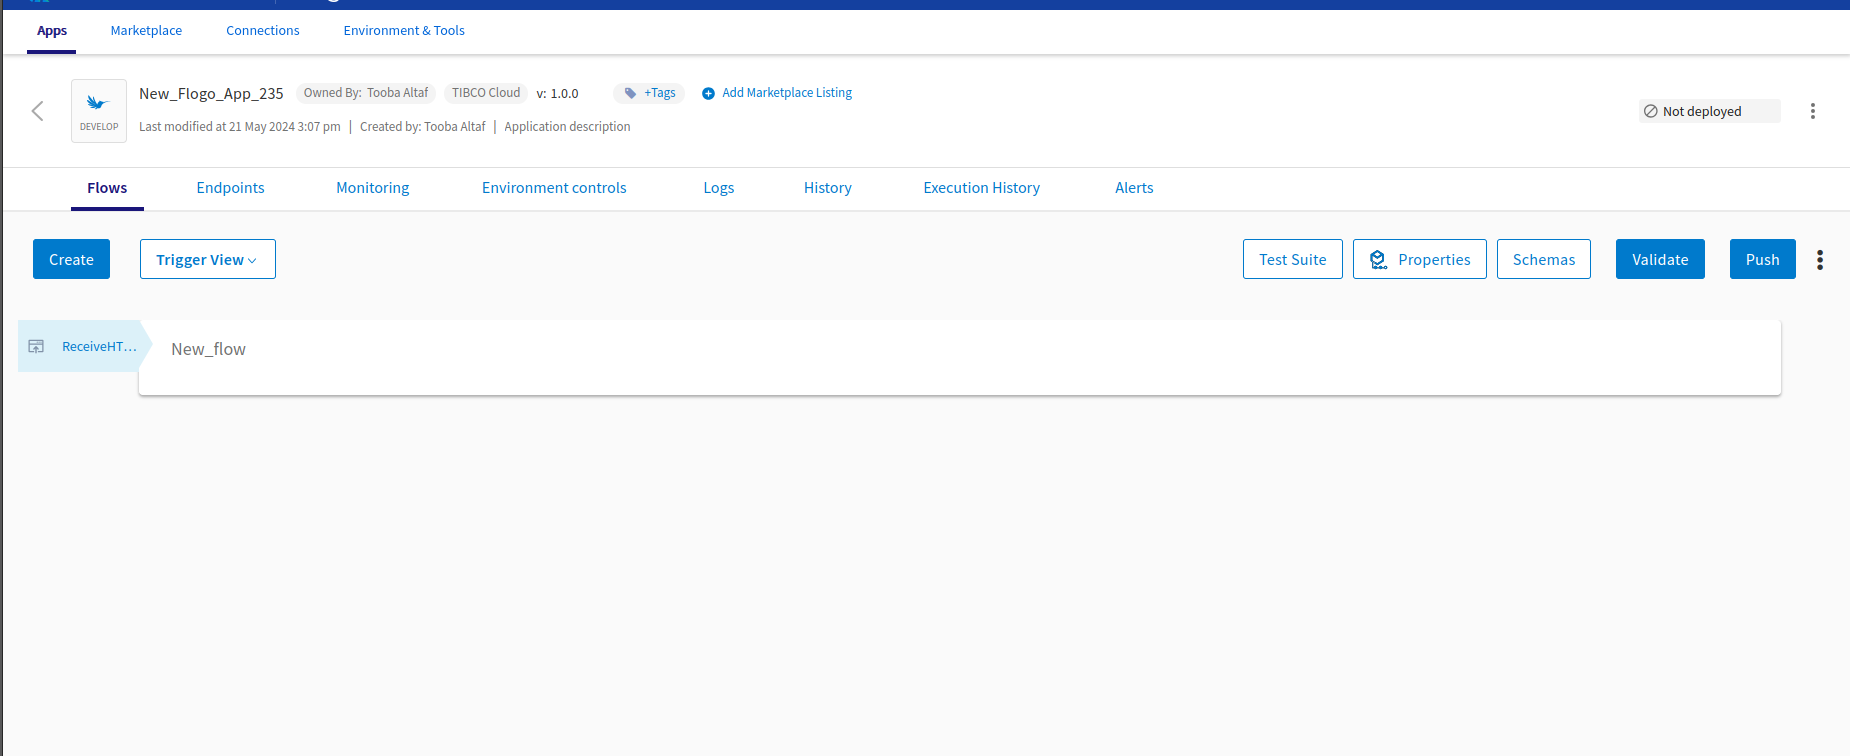 Apps Marketplace Connections Environment & Tools
New_Flogo_App_235 Owned By: Tooba Altaf TIBCO Cloud v: 1.0.0 +Tags Add Marketplace Listing
DEVELOP
Last modified at 21 May 2024 3:07 pm | Created by: Tooba Altaf | Application description
Not deployed
Flows Endpoints Monitoring Environment controls Logs History Execution History Alerts
Create Trigger View Test Suite Properties Schemas Validate Push
ReceiveHT... New_flow